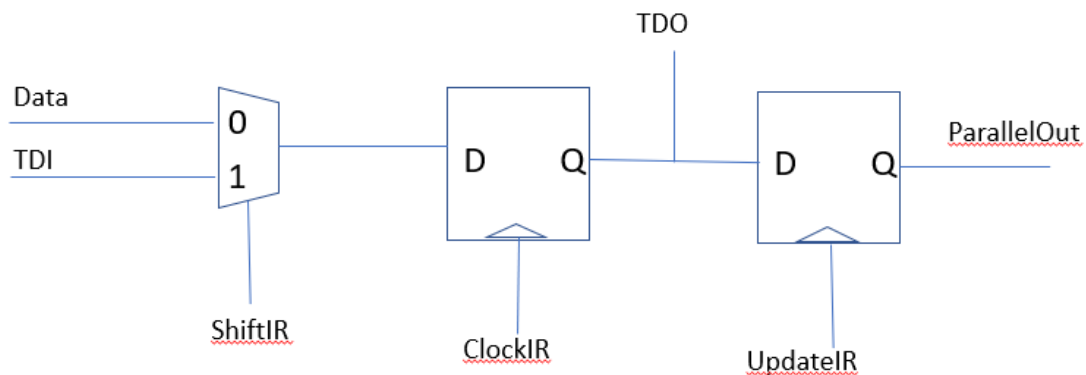 TDO
Data
0
TDI
1
D
Q
D
Q
ParallelOut
ShiftIR
ClockIR
UpdateIR